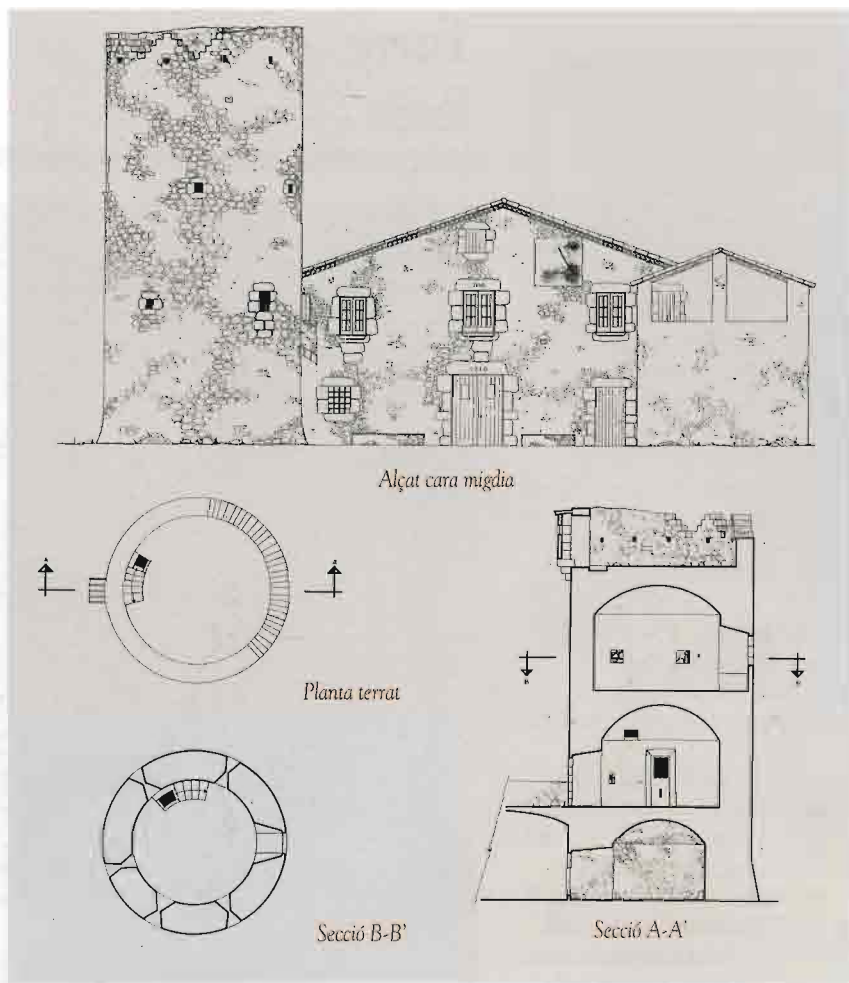 Alçat cara migdia
Planta terrat
Secció B-B'
Secció A-A'